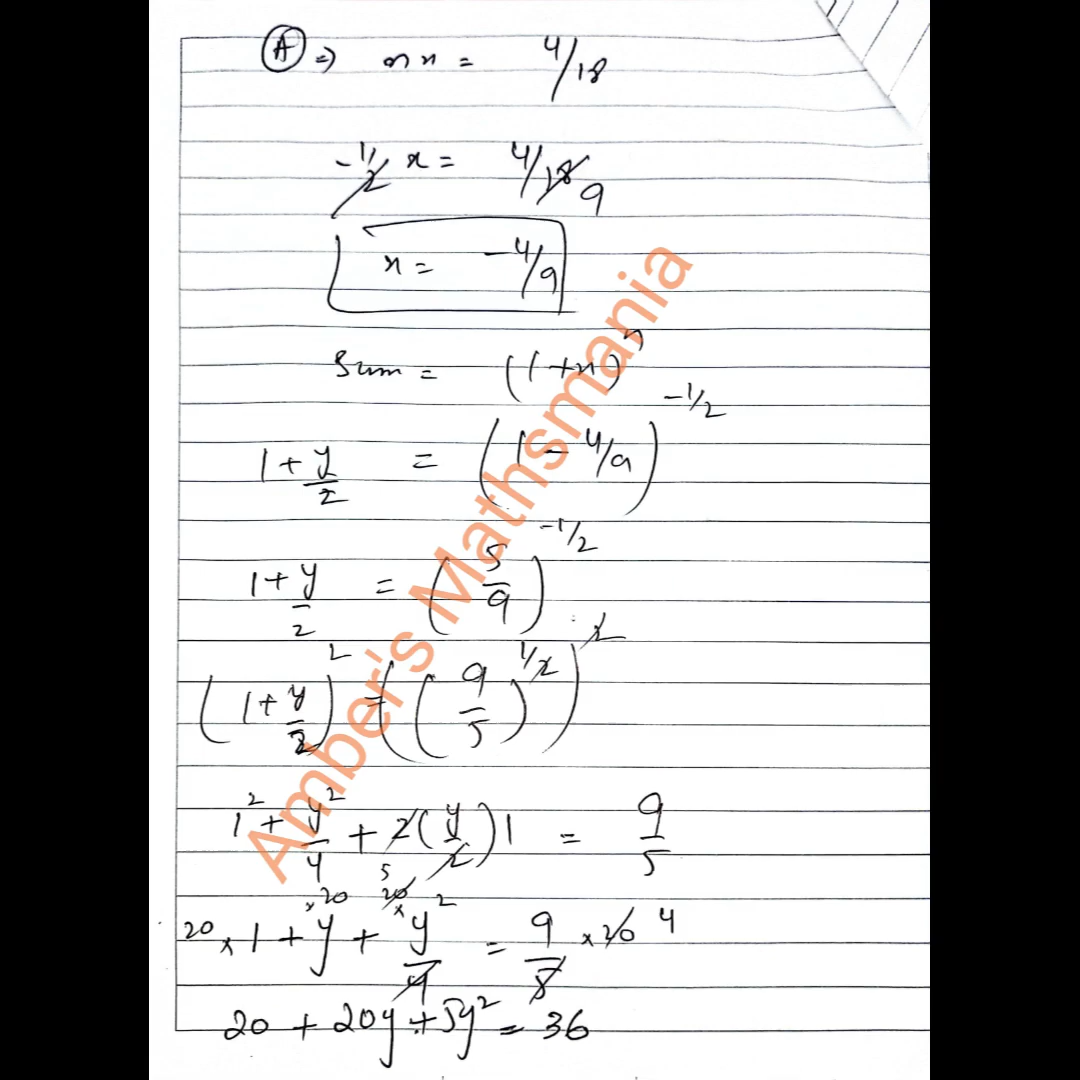 (A) ⇒ nx = 4/18
-1/2 x = 4/18 9
x = -4/9
Sum = (1+x)^n
1 + y/2 = (1 - 4/9)^-1/2
1 + y/2 = (5/9)^-1/2
(1 + y/2)^2 = ((9/5)^1/2)^2
1^2 + y^2/4 + 2(y/2)1 = 9/5
20 × 1 + y × 20 + 5 20 × y^2/4 = 9/5 × 20 4
20 + 20y + 5y^2 = 36
Amber's Mathsmania